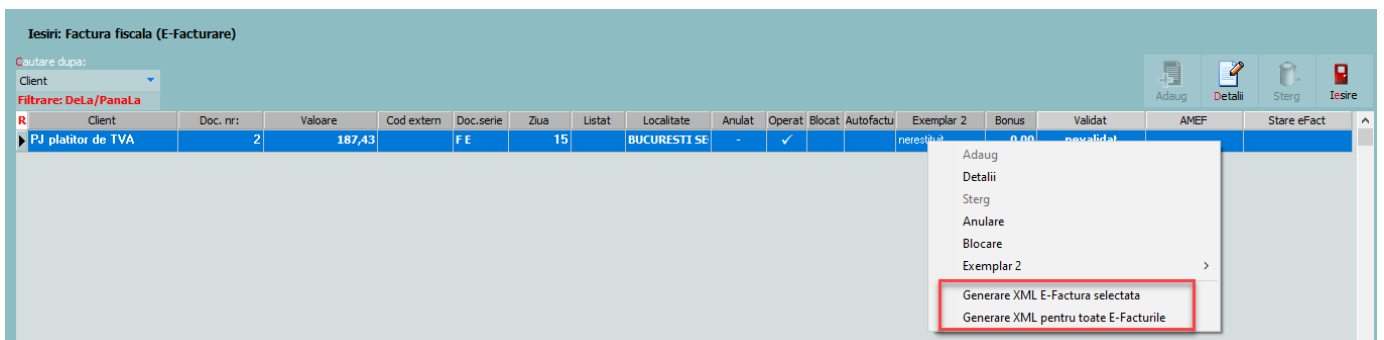 Iesiri: Factura fiscala (E-Facturare)
Cautare dupa:
Client
Filtrare: DeLa/PanaLa
Adaug Detalii Sterg Iesire
R Client Doc. nr: Valoare Cod extern Doc.serie Ziua Listat Localitate Anulat Operat Blocat Autofactu Exemplar 2 Bonus Validat AMEF Stare eFact
PJ platitor de TVA 2 187,43 F E 15 BUCURESTI SE - ✓ nerestituit 0.00 nevalidat
Adaug
Detalii
Sterg
Anulare
Blocare
Exemplar 2 >
Generare XML E-Factura selectata
Generare XML pentru toate E-Facturile